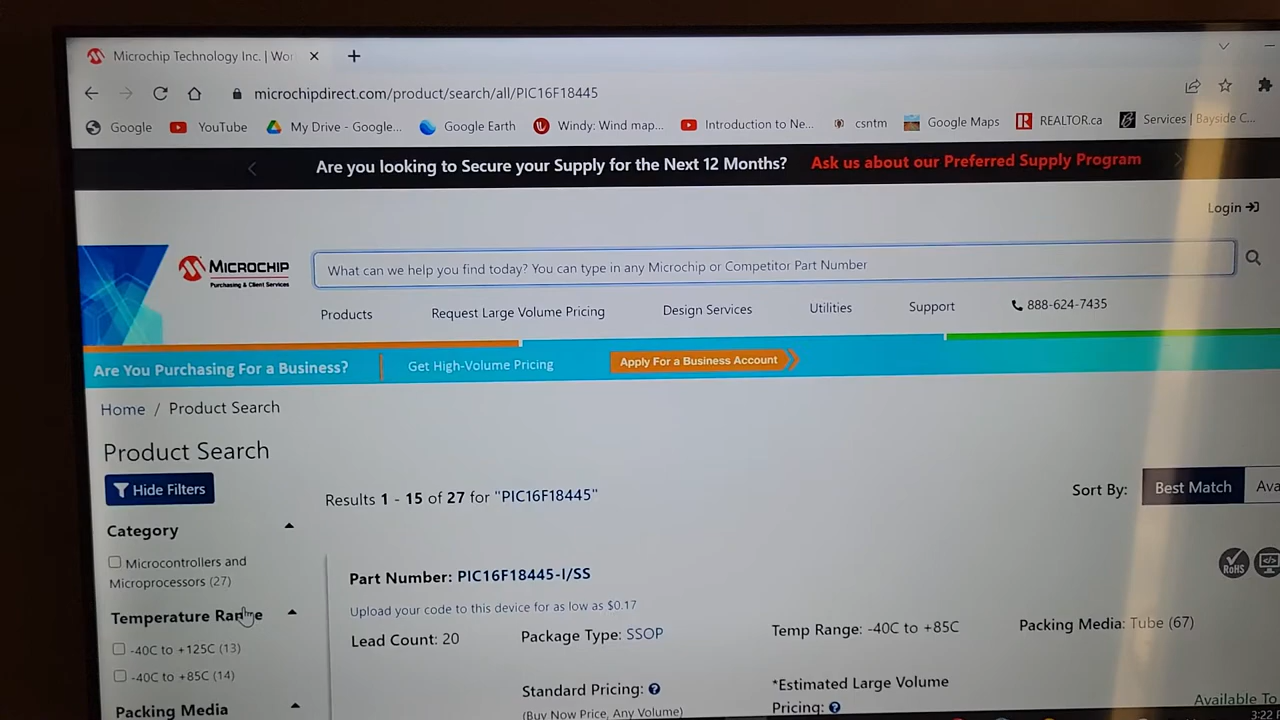 Microchip Technology Inc. | Wor
microchipdirect.com/product/search/all/PIC16F18445
Google YouTube My Drive - Google... Google Earth Windy: Wind map... Introduction to Ne... csntm Google Maps REALTOR.ca Services | Bayside C...
Are you looking to Secure your Supply for the Next 12 Months? Ask us about our Preferred Supply Program
Login
MICROCHIP
Purchasing & Client Services
What can we help you find today? You can type in any Microchip or Competitor Part Number
Products Request Large Volume Pricing Design Services Utilities Support 888-624-7435
Are You Purchasing For a Business? Get High-Volume Pricing Apply For a Business Account
Home / Product Search
Product Search
Hide Filters
Results 1 - 15 of 27 for "PIC16F18445"
Sort By: Best Match Ava
Category
Microcontrollers and
Microprocessors (27)
Temperature Range
-40C to +125C (13)
-40C to +85C (14)
Packing Media
Part Number: PIC16F18445-I/SS
RoHS
Upload your code to this device for as low as $0.17
Lead Count: 20 Package Type: SSOP Temp Range: -40C to +85C Packing Media: Tube (67)
Standard Pricing:
(Buy Now Price, Any Volume)
*Estimated Large Volume
Pricing:
Available To
3:22